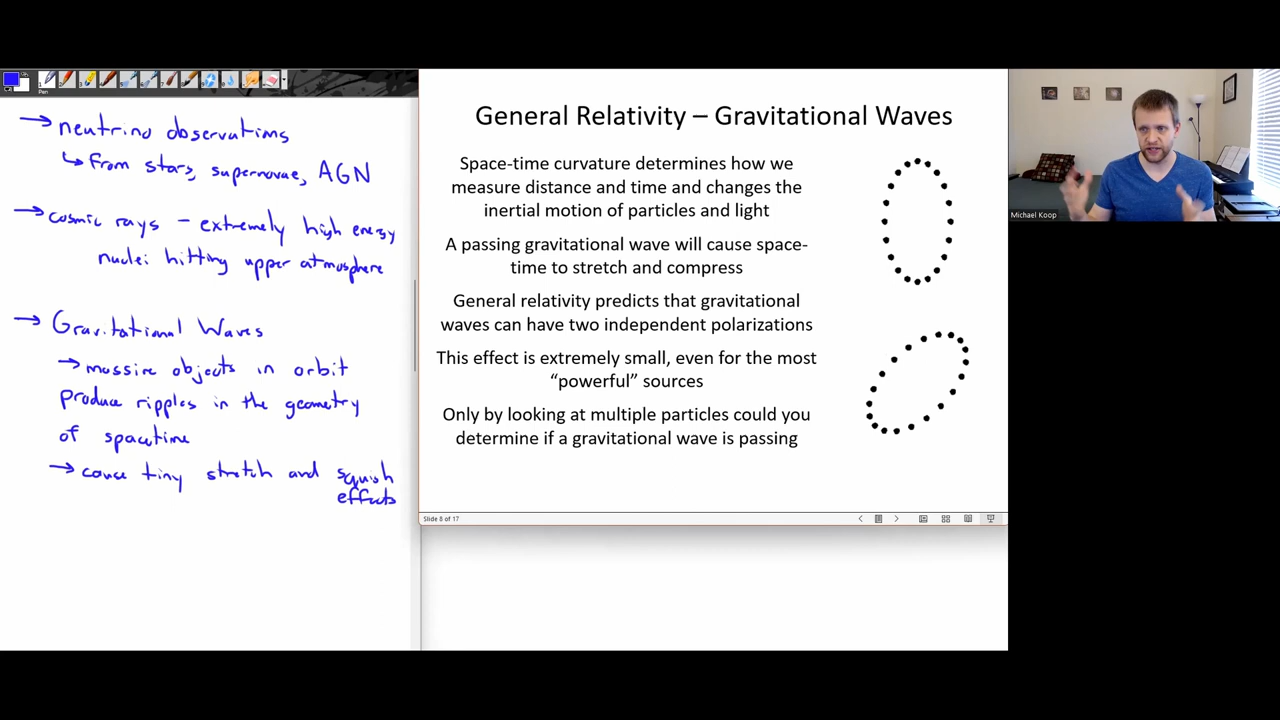 Pen
→ neutrino observations
↳ from stars, supernovae, AGN
→ cosmic rays – extremely high energy
nuclei hitting upper atmosphere
→ Gravitational Waves
→ massive objects in orbit
produce ripples in the geometry
of spacetime
→ cause tiny stretch and squish
effects
General Relativity – Gravitational Waves
Space-time curvature determines how we
measure distance and time and changes the
inertial motion of particles and light
A passing gravitational wave will cause space-
time to stretch and compress
General relativity predicts that gravitational
waves can have two independent polarizations
This effect is extremely small, even for the most
“powerful” sources
Only by looking at multiple particles could you
determine if a gravitational wave is passing
Slide 8 of 17
Michael Koop